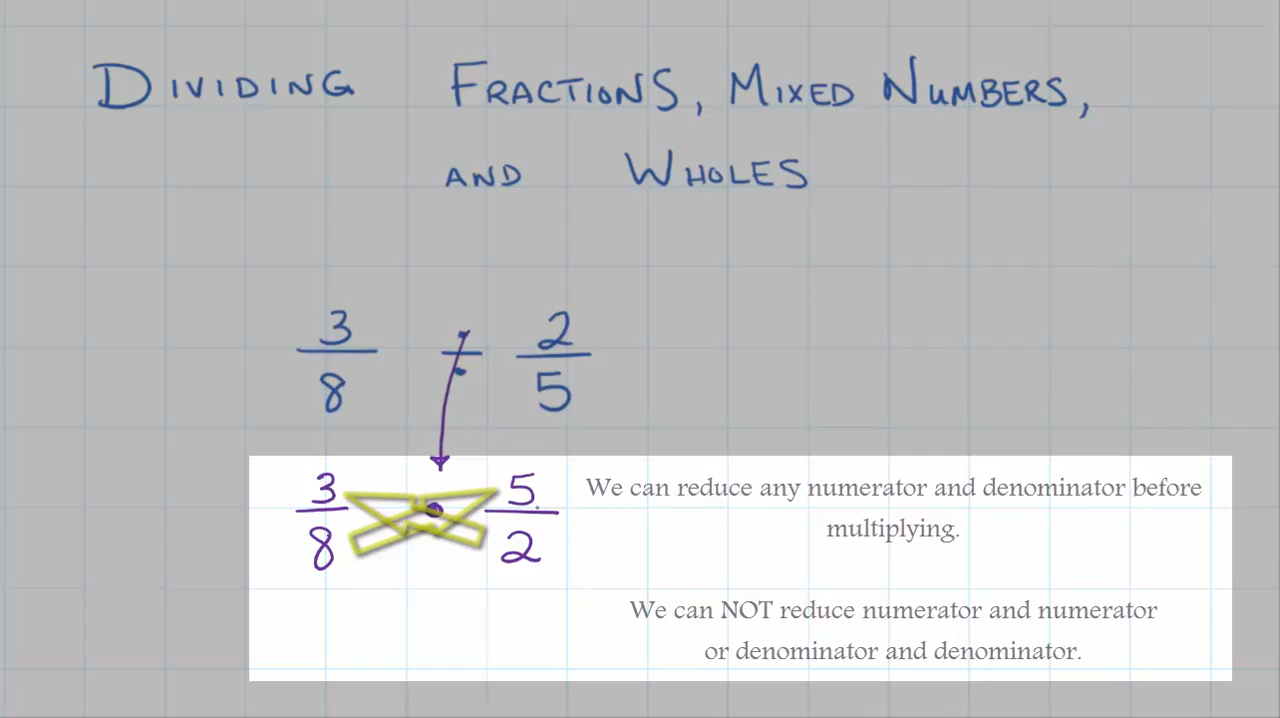 DIVIDING FRACTIONS, MIXED NUMBERS,
AND WHOLES
3/8 ÷ 2/5
3/8 • 5/2
We can reduce any numerator and denominator before
multiplying.
We can NOT reduce numerator and numerator
or denominator and denominator.